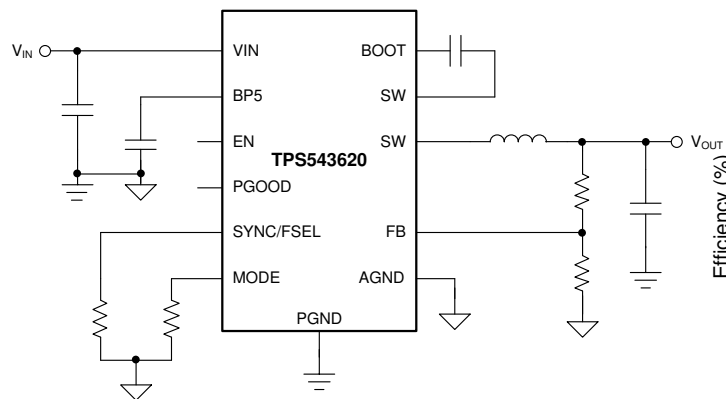 VIN
VIN
BOOT
BP5
SW
EN
SW
TPS543620
VOUT
PGOOD
SYNC/FSEL
FB
MODE
AGND
PGND
Efficiency (%)